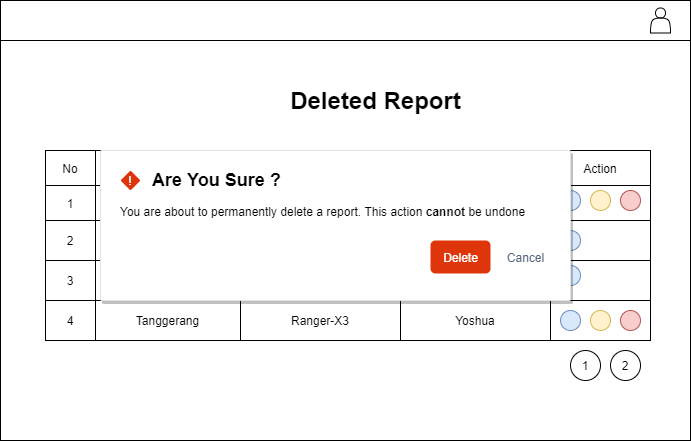 Deleted Report
No
Action
Are You Sure ?
You are about to permanently delete a report. This action cannot be undone
Delete Cancel
1
2
3
4 Tanggerang Ranger-X3 Yoshua
1 2